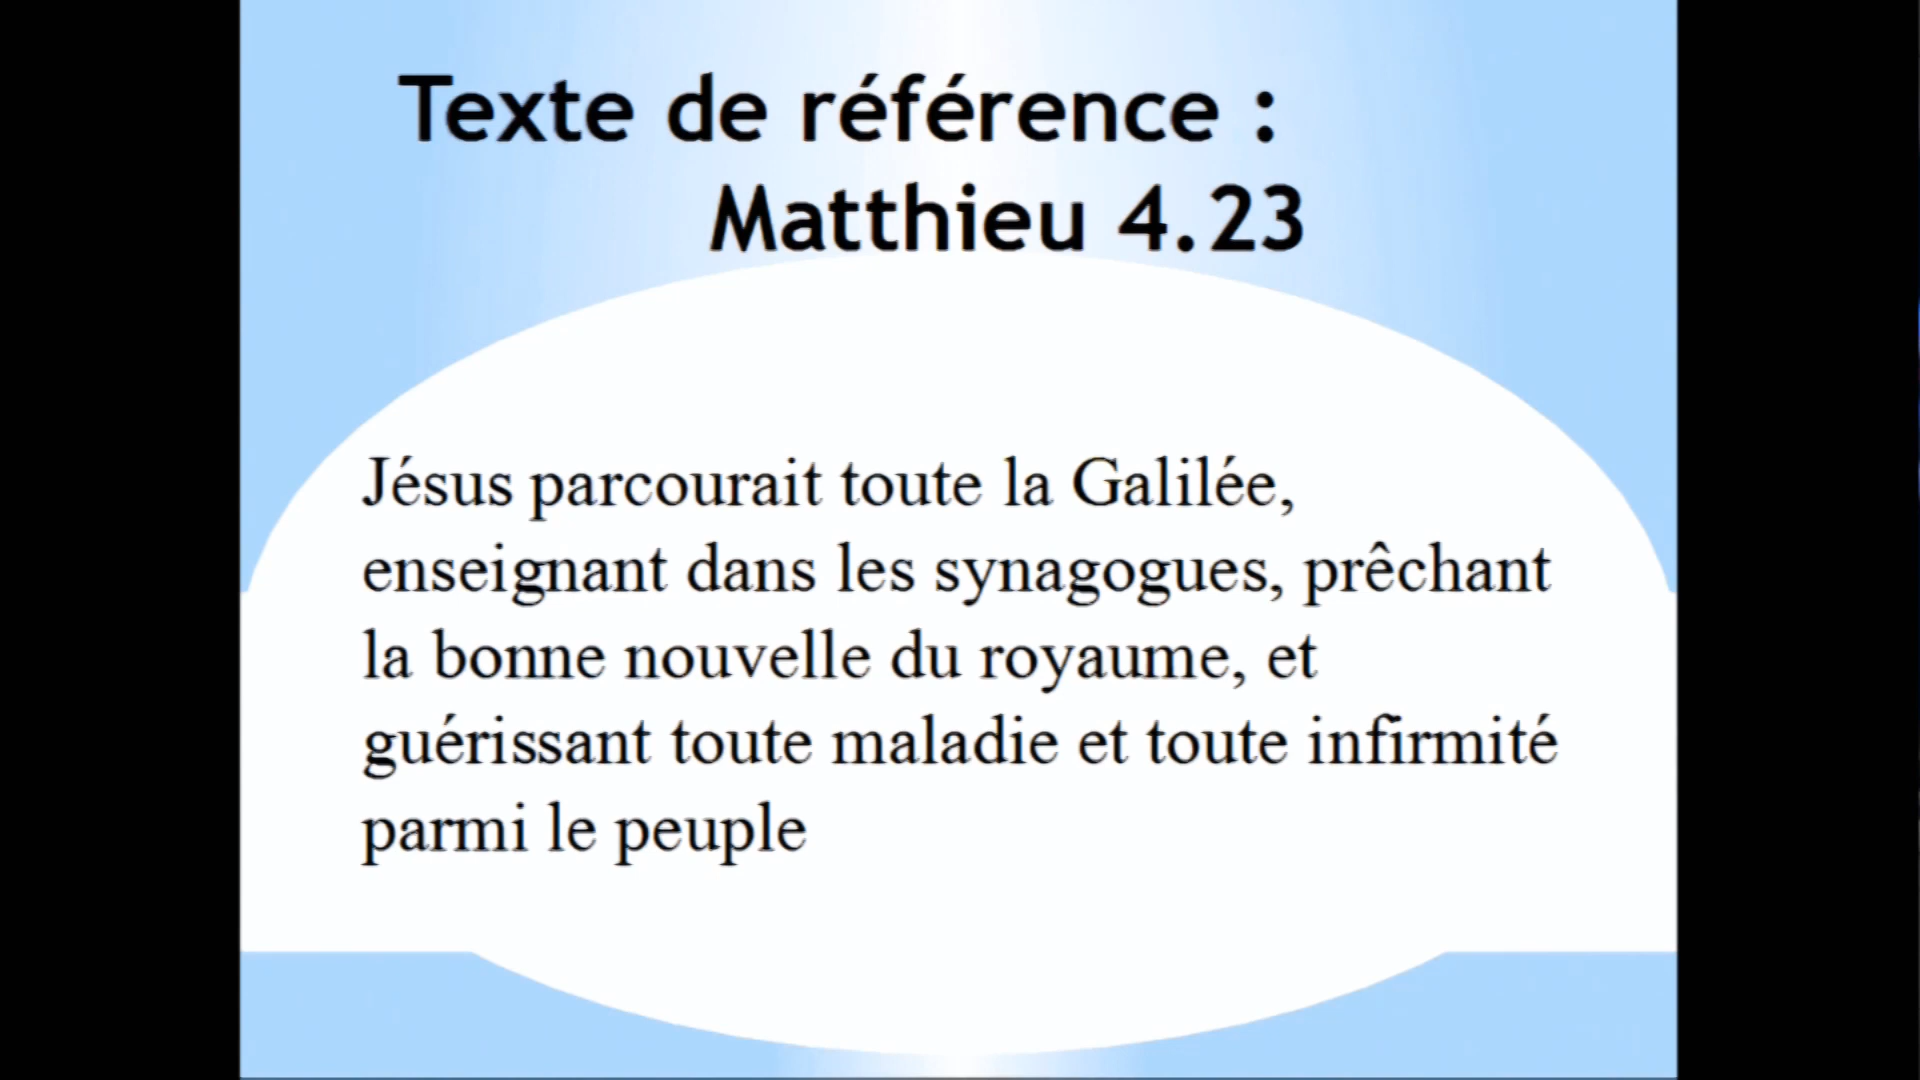 Texte de référence :
Matthieu 4.23
Jésus parcourait toute la Galilée,
enseignant dans les synagogues, prêchant
la bonne nouvelle du royaume, et
guérissant toute maladie et toute infirmité
parmi le peuple